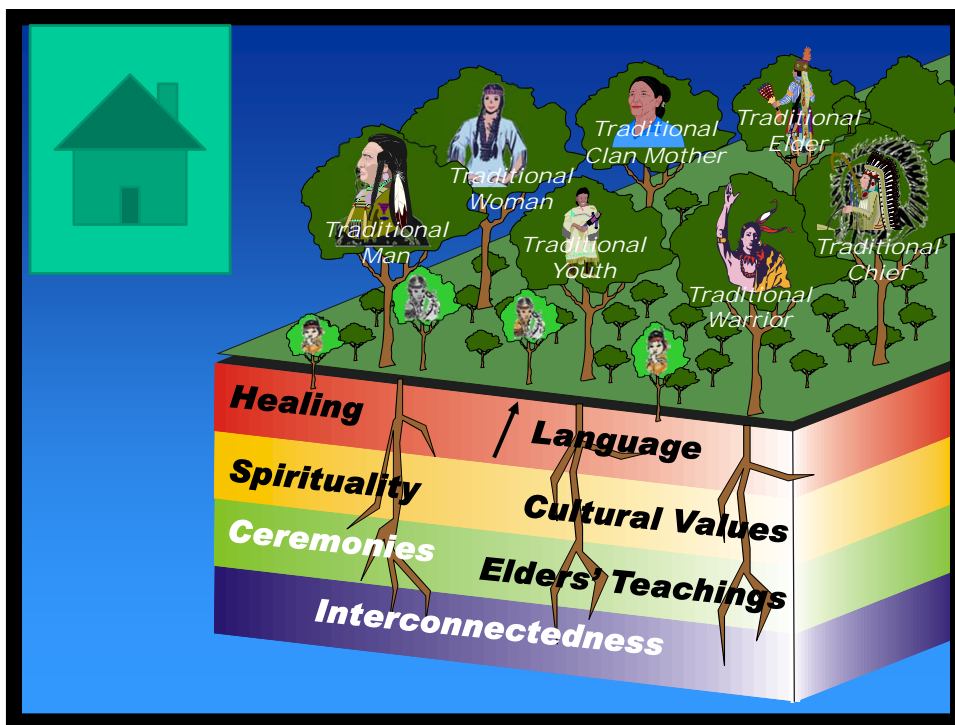 Traditional
Man
Traditional
Woman
Traditional
Clan Mother
Traditional
Elder
Traditional
Youth
Traditional
Warrior
Traditional
Chief
Healing
Language
Spirituality
Cultural Values
Ceremonies
Elders’ Teachings
Interconnectedness